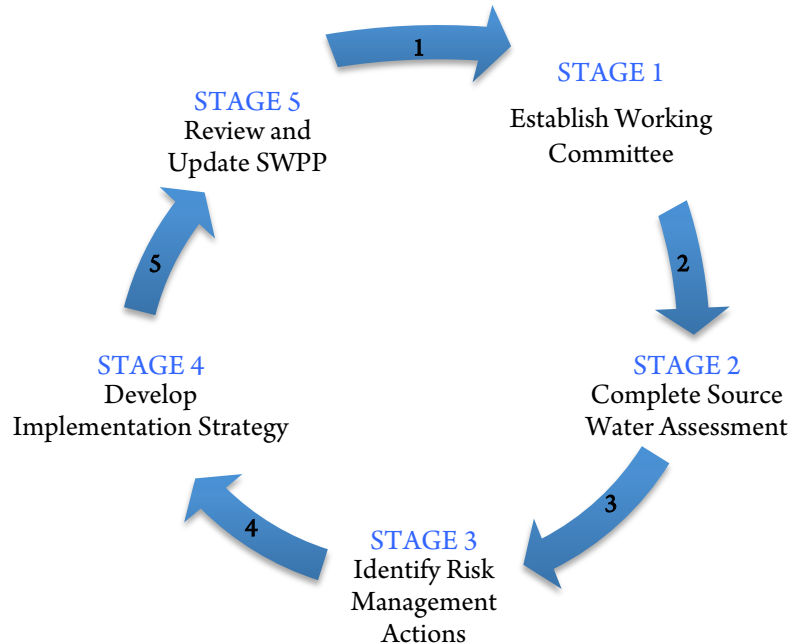 1
STAGE 1
Establish Working
Committee
2
STAGE 2
Complete Source
Water Assessment
3
STAGE 3
Identify Risk
Management
Actions
4
STAGE 4
Develop
Implementation Strategy
5
STAGE 5
Review and
Update SWPP